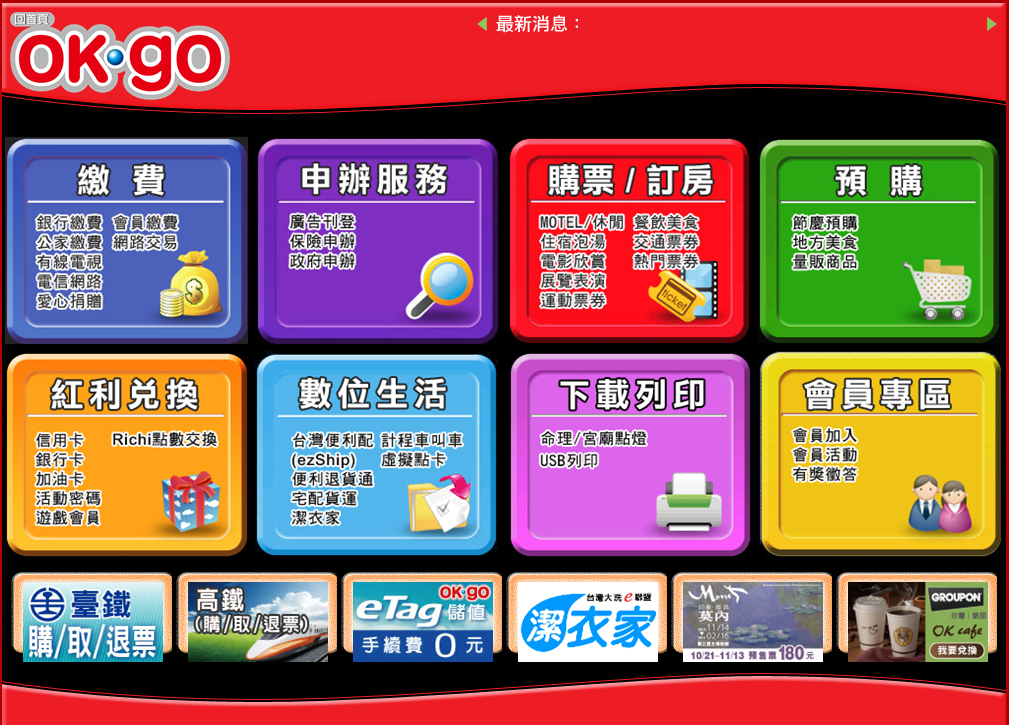 回首頁
OK·go
最新消息：
繳 費
銀行繳費 會員繳費
公家繳費 網路交易
有線電視
電信網路
愛心捐贈
申辦服務
廣告刊登
保險申辦
政府申辦
購票 / 訂房
MOTEL/休閒 餐飲美食
住宿泡湯 交通票券
電影欣賞 熱門票券
展覽表演
運動票券
ticket
預 購
節慶預購
地方美食
量販商品
紅利兌換
信用卡 Richi點數交換
銀行卡
加油卡
活動密碼
遊戲會員
數位生活
台灣便利配 計程車叫車
(ezShip) 虛擬點卡
便利退貨通
宅配貨運
潔衣家
下載列印
命理/宮廟點燈
USB列印
會員專區
會員加入
會員活動
有獎徵答
臺鐵
購/取/退票
高鐵
(購/取/退票)
OK·go
eTag儲值
手續費 0 元
台灣大洗e聯盟
潔衣家
莫內
11/14
02/16
10/21-11/13 預售票180元
GROUPON
OK cafe
我要兌換